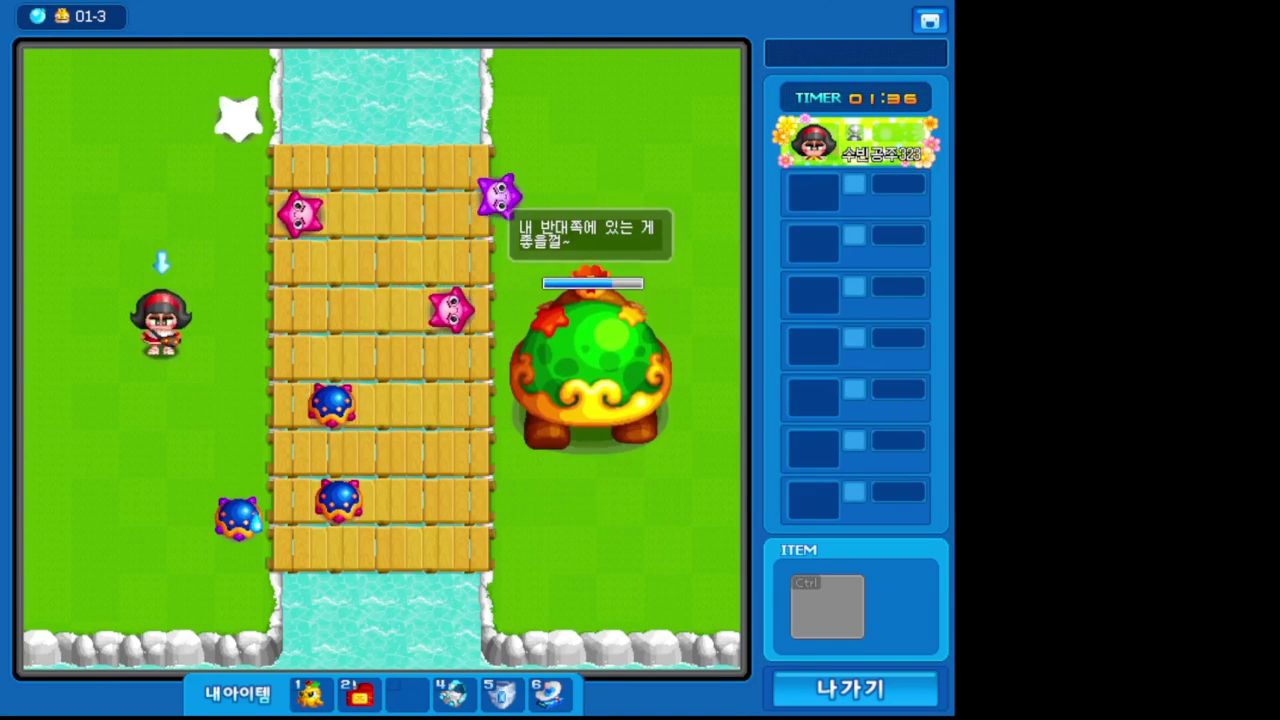 01-3
내 반대쪽에 있는 게
좋을껄~
TIMER 01:36
수빈공주323
ITEM
Ctrl
내아이템
1
2
4
5
6
나가기